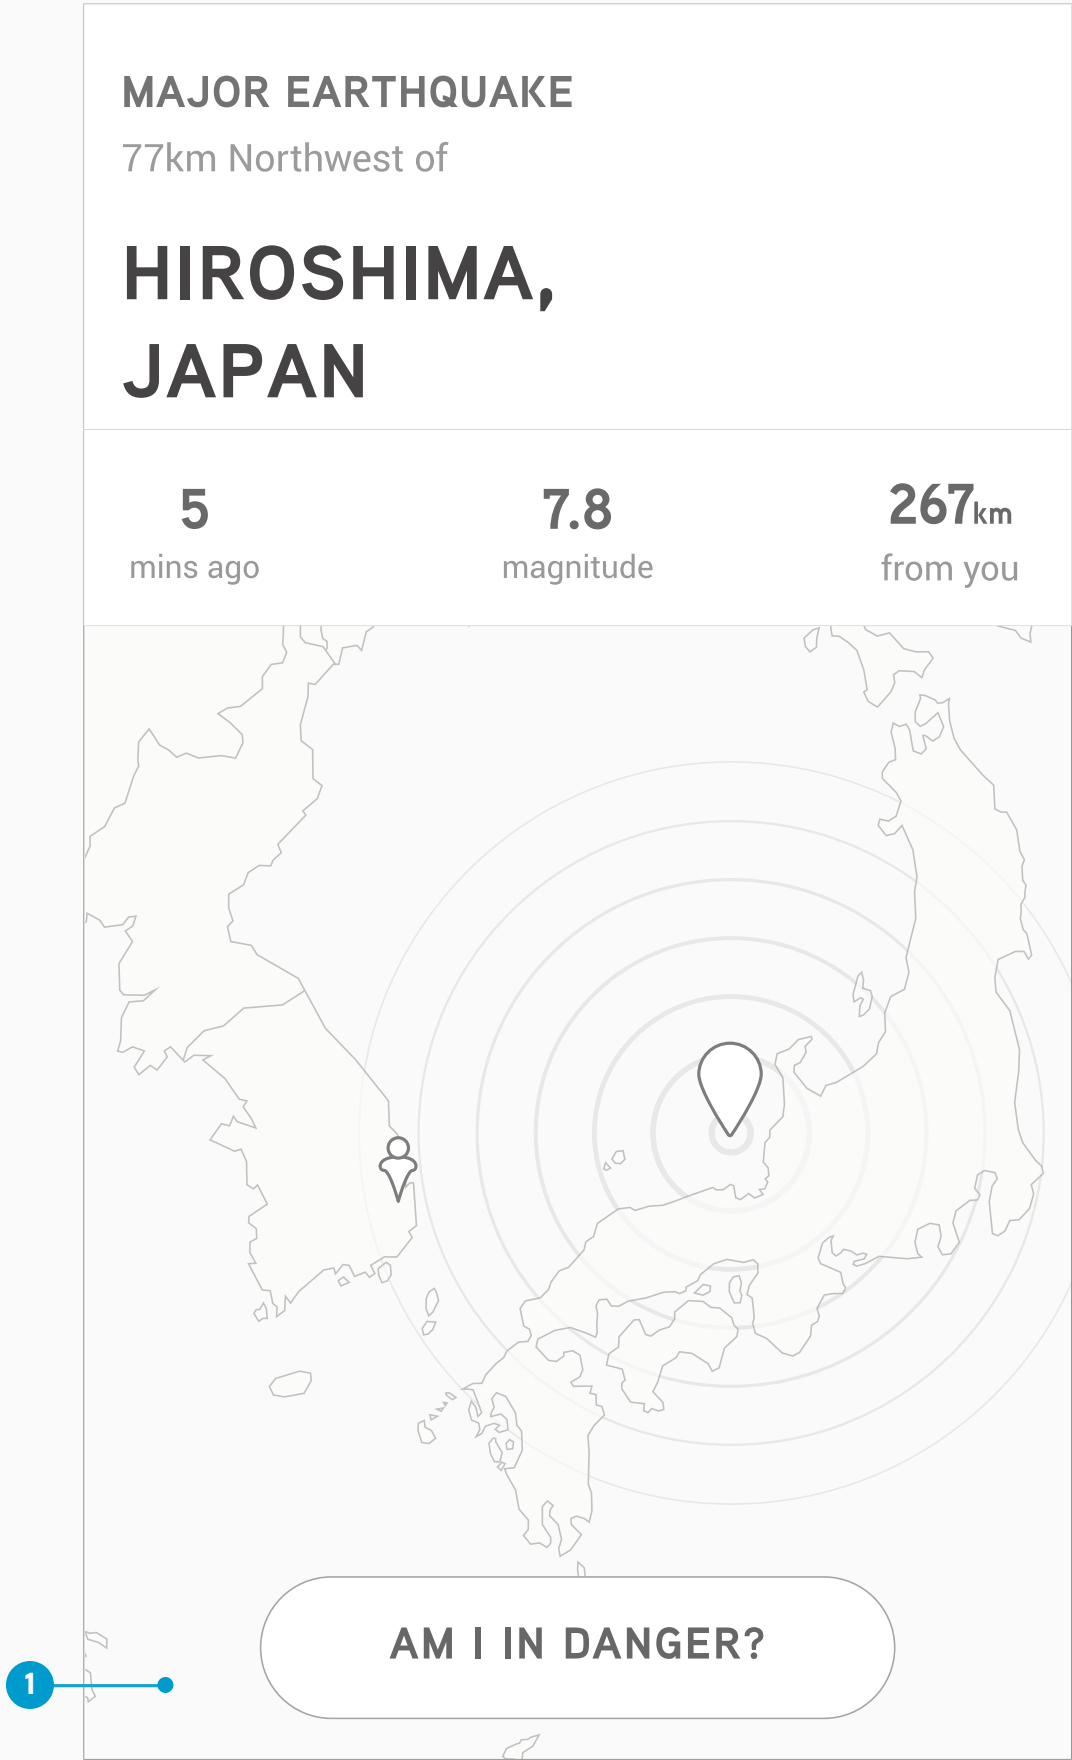 MAJOR EARTHQUAKE
77km Northwest of
HIROSHIMA,
JAPAN
5
mins ago
7.8
magnitude
267km
from you
AM I IN DANGER?
1